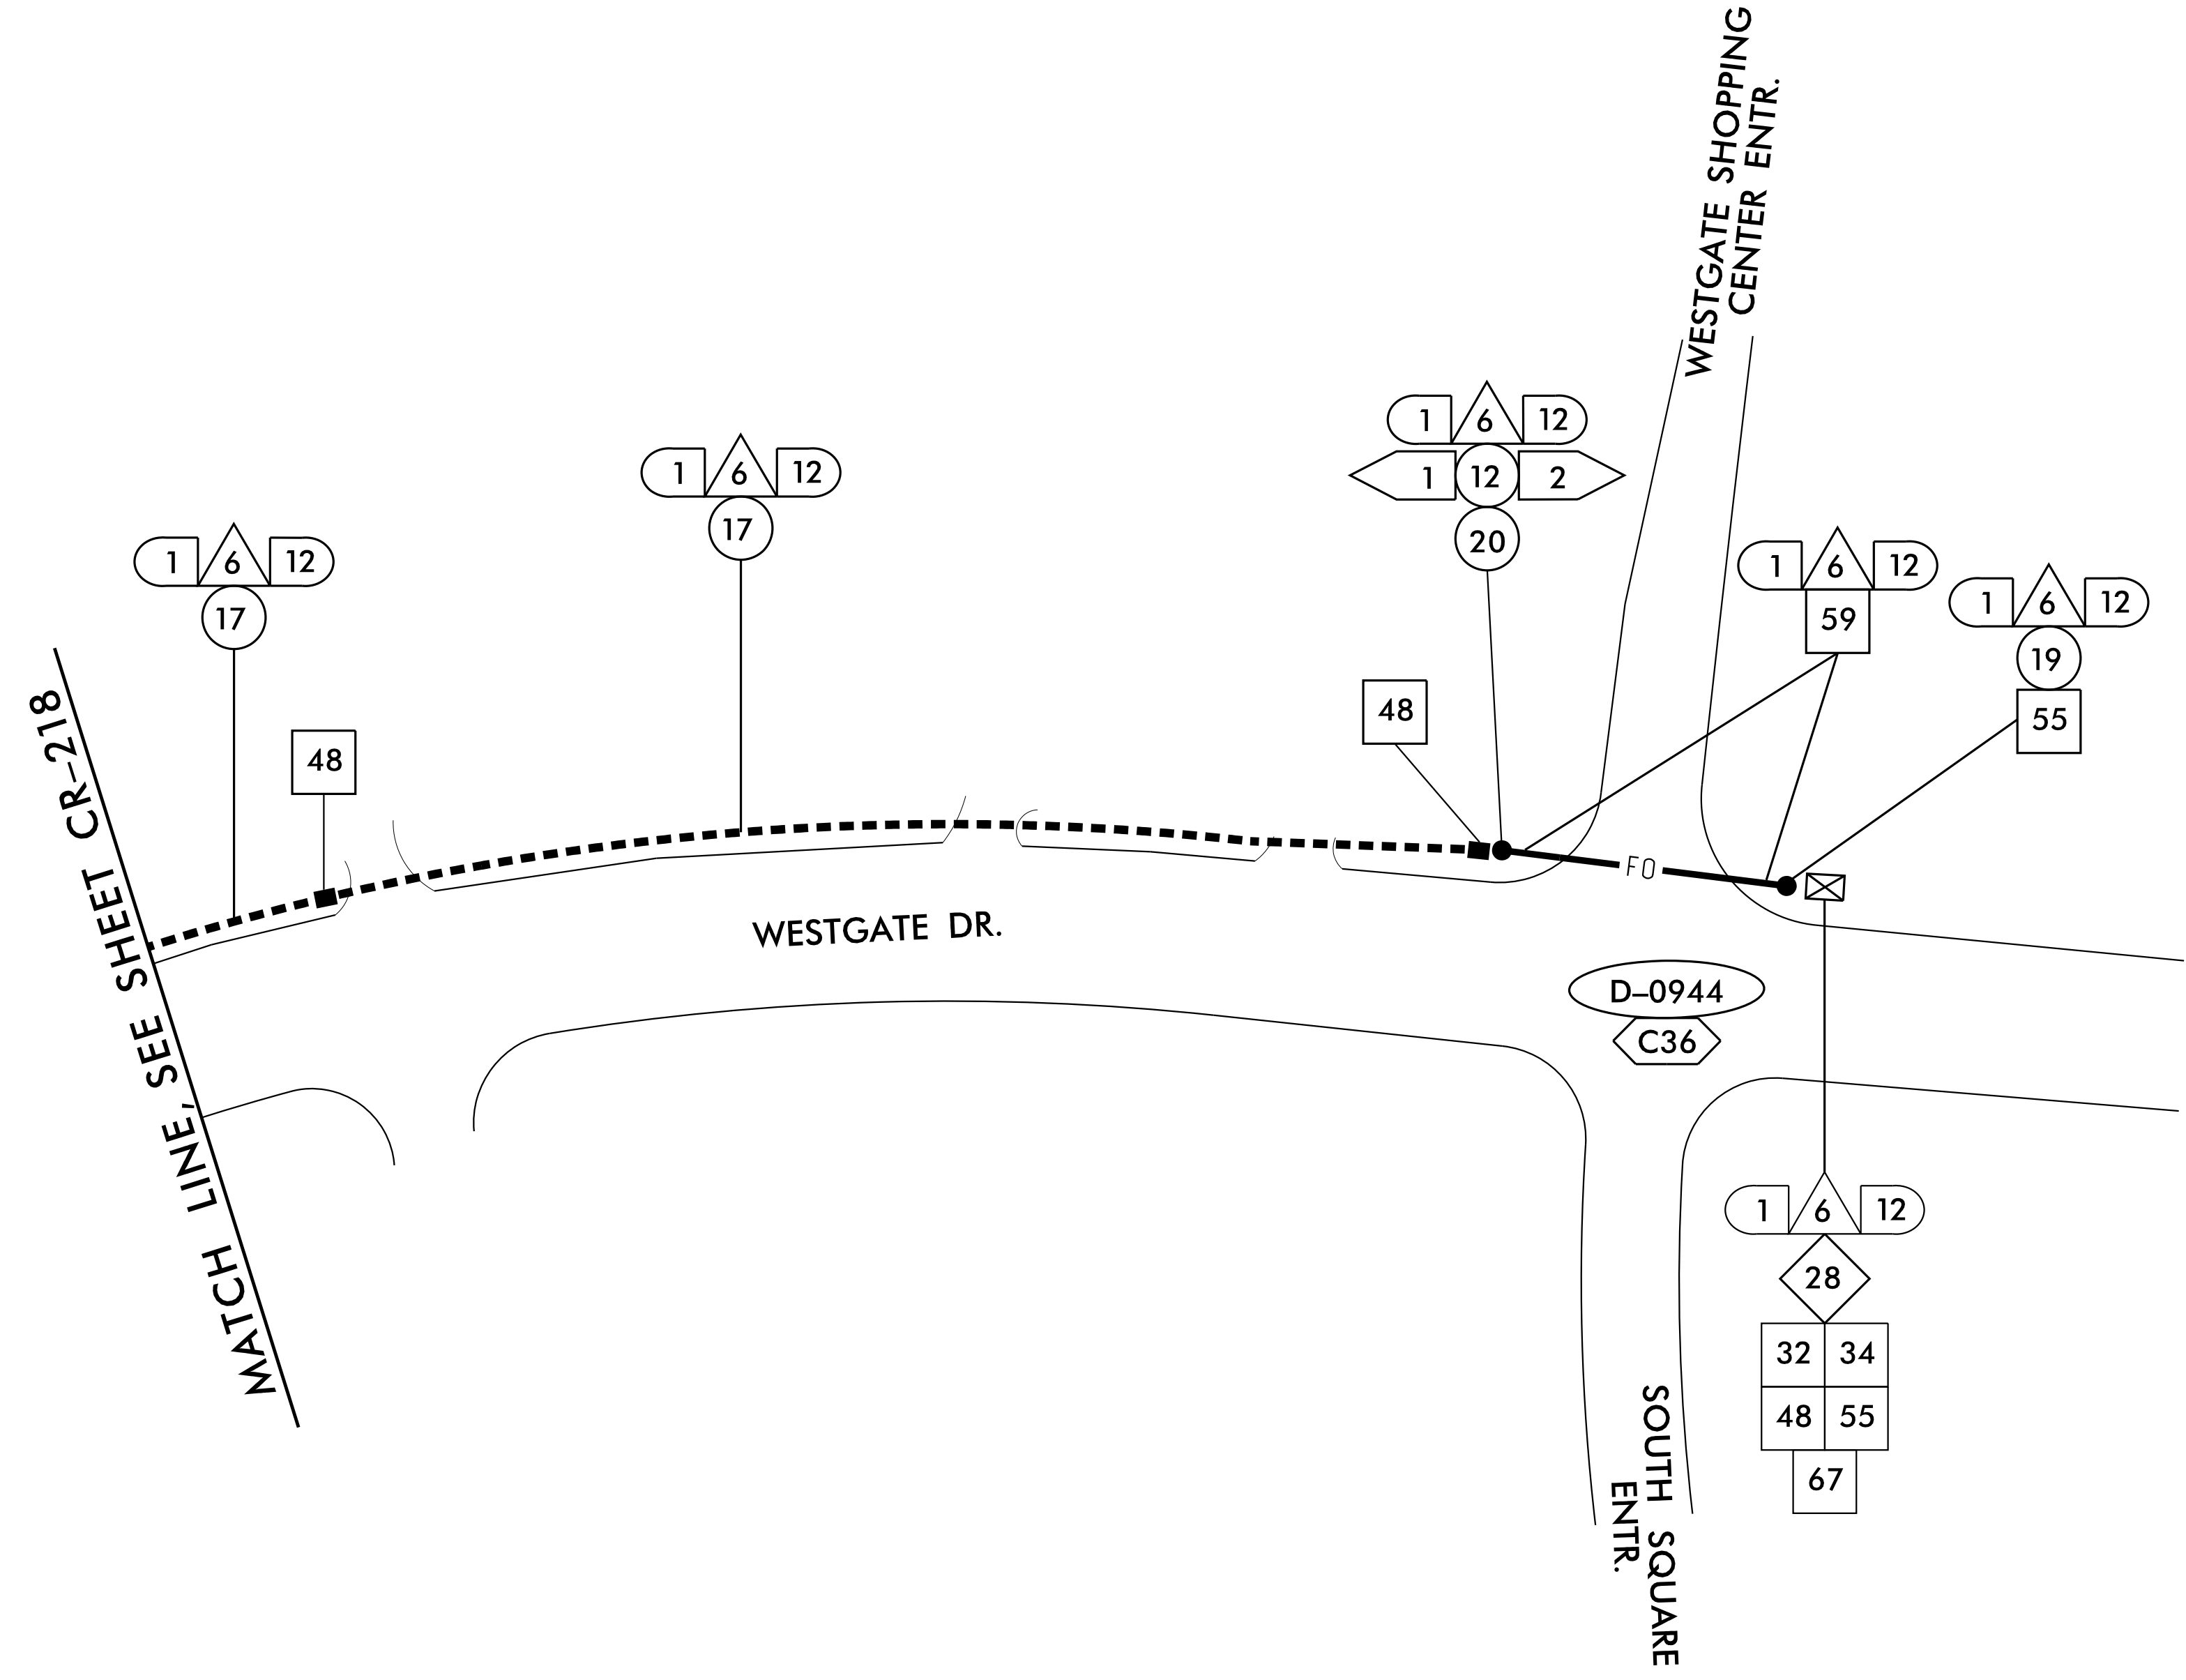 WESTGATE SHOPPING
CENTER ENTR.
1 6 12
1 12 2
20
1 6 12
17
1 6 12
17
1 6 12
59
1 6 12
19
55
48
48
MATCH LINE, SEE SHEET CR-218
FO
WESTGATE DR.
D-0944
C36
1 6 12
28
32 34
48 55
67
SOUTH SQUARE
ENTR.